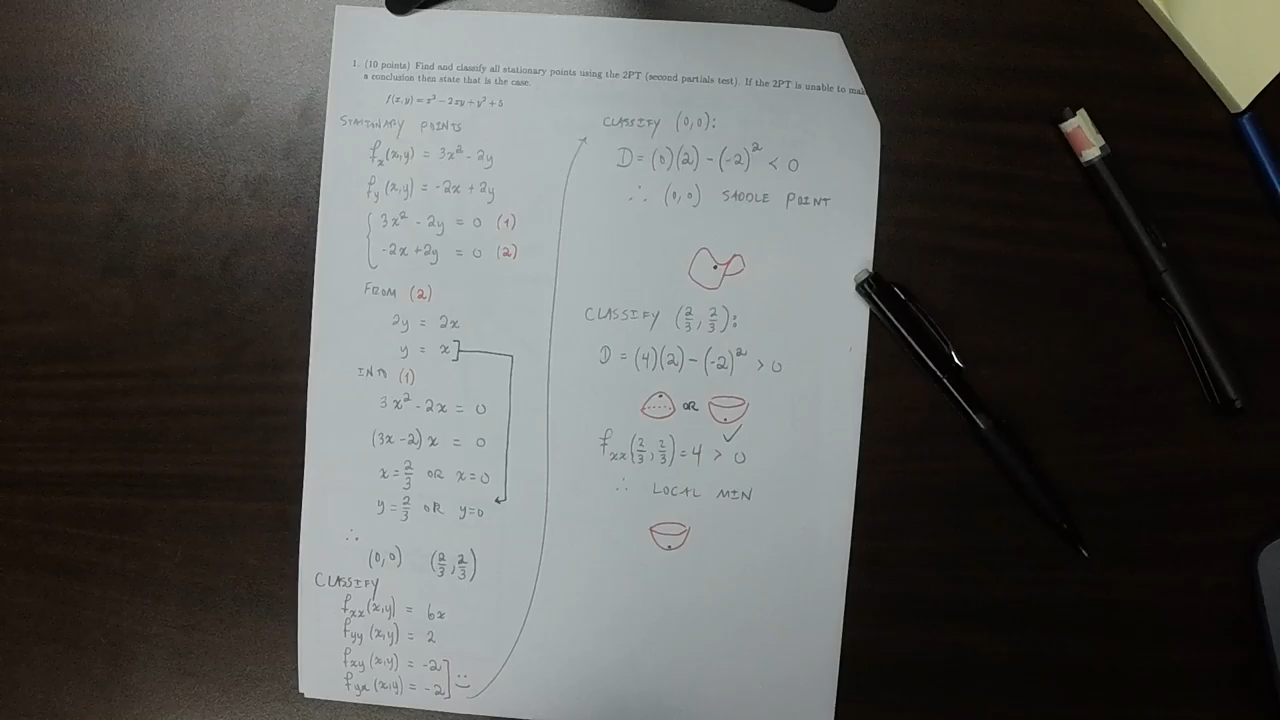 1. (10 points) Find and classify all stationary points using the 2PT (second partials test). If the 2PT is unable to mak
a conclusion then state that is the case.
f(x, y) = x³ − 2xy + y² + 5
STATIONARY POINTS
fx(x,y) = 3x² - 2y
fy(x,y) = -2x + 2y
3x² - 2y = 0 (1)
-2x + 2y = 0 (2)
FROM (2)
2y = 2x
y = x
INTO (1)
3x² - 2x = 0
(3x-2)x = 0
x = 2/3 OR x=0
y = 2/3 OR y=0
∴
(0,0) (2/3, 2/3)
CLASSIFY
fxx(x,y) = 6x
fyy(x,y) = 2
fxy(x,y) = -2
fyx(x,y) = -2
CLASSIFY (0,0):
D = (0)(2) - (-2)² < 0
∴ (0,0) SADDLE POINT
CLASSIFY (2/3, 2/3):
D = (4)(2) - (-2)² > 0
OR
fxx(2/3, 2/3) = 4 > 0
∴ LOCAL MIN